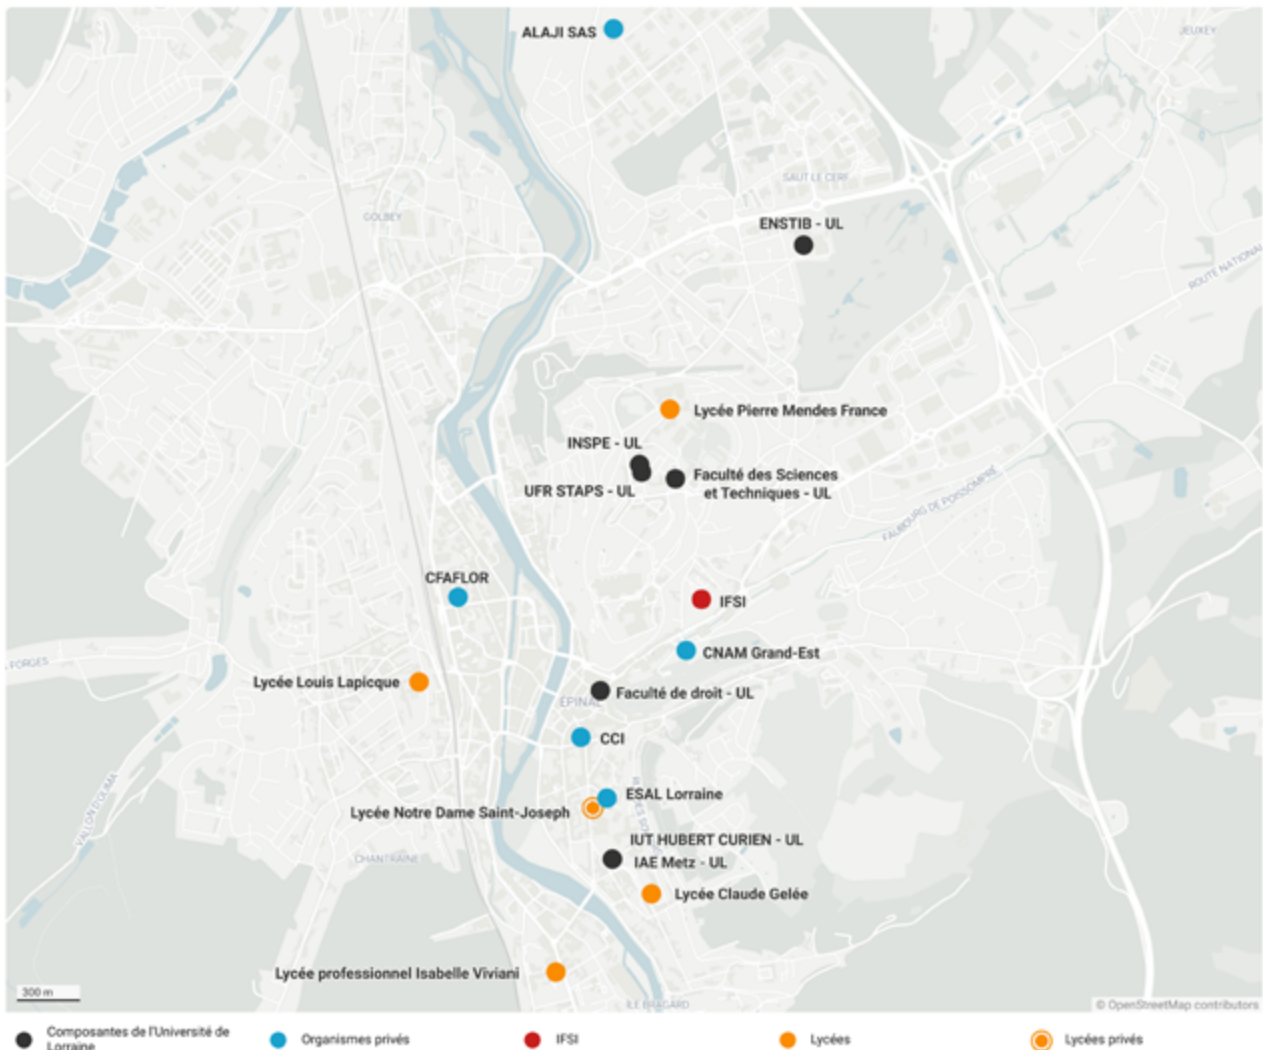 ALAJI SAS
JEUXEY
SAUT LE CERF
GOLBEY
ENSTIB - UL
ROUTE NATIONAL
Lycée Pierre Mendes France
INSPE - UL
Faculté des Sciences
et Techniques - UL
UFR STAPS - UL
FAUBOURG DE POISSOMPRÉ
CFAFLOR
IFSI
CNAM Grand-Est
- FORGES
Lycée Louis Lapicque
Faculté de droit - UL
ÉPINAL
CCI
ESAL Lorraine
Lycée Notre Dame Saint-Joseph
VALLON D'OLIMA
IUT HUBERT CURIEN - UL
CHANTRAINE
IAE Metz - UL
Lycée Claude Gelée
Lycée professionnel Isabelle Viviani
300 m
ILE BRAGARD
© OpenStreetMap contributors
Composantes de l'Université de
Lorraine
Organismes privés
IFSI
Lycées
Lycées privés